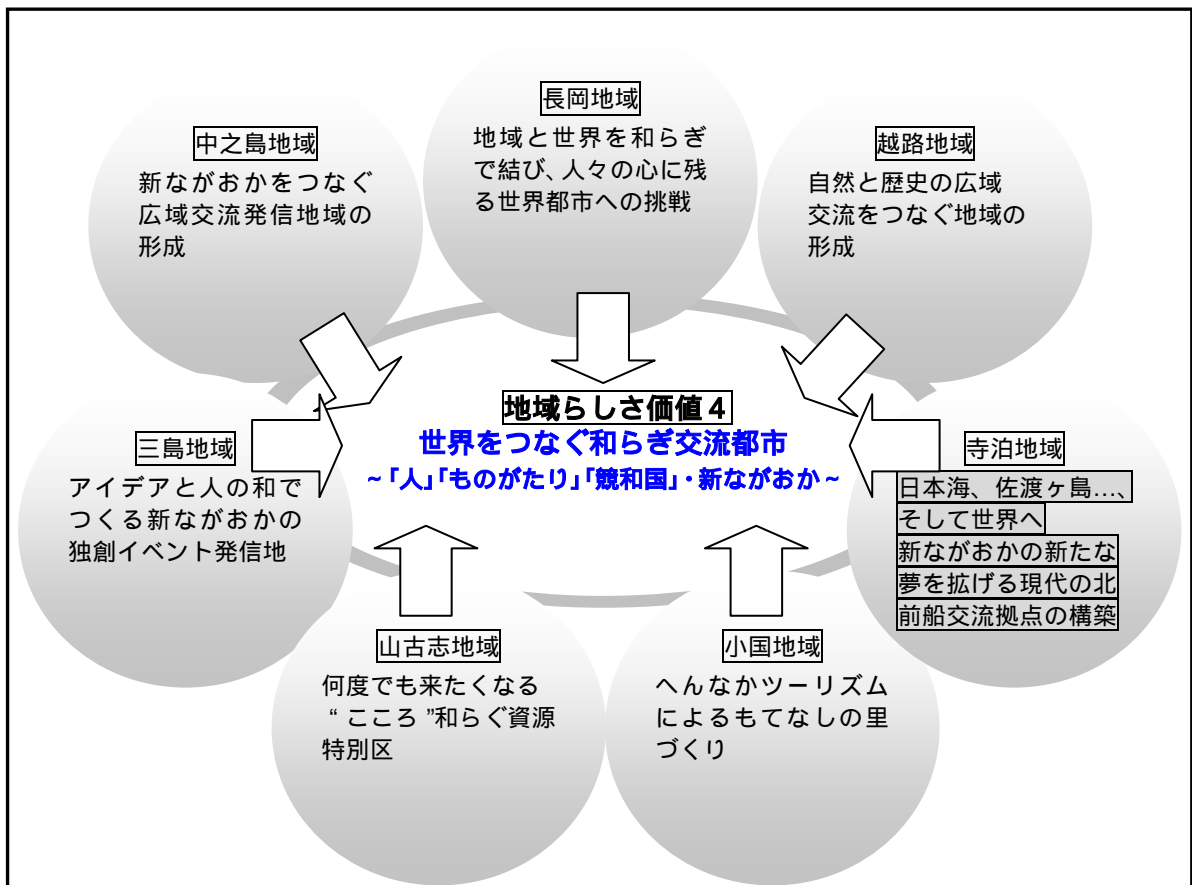 長岡地域
地域と世界を和らぎ
で結び、人々の心に残
る世界都市への挑戦
中之島地域
新ながおかをつなぐ
広域交流発信地域の
形成
越路地域
自然と歴史の広域
交流をつなぐ地域の
形成
地域らしさ価値4
世界をつなぐ和らぎ交流都市
~「人」「ものがたり」「競和国」・新ながおか~
三島地域
アイデアと人の和で
つくる新ながおかの
独創イベント発信地
寺泊地域
日本海、佐渡ヶ島…、
そして世界へ
新ながおかの新たな
夢を拡げる現代の北
前船交流拠点の構築
山古志地域
何度でも来たくなる
“こころ”和らぐ資源
特別区
小国地域
へんなかツーリズム
によるもてなしの里
づくり